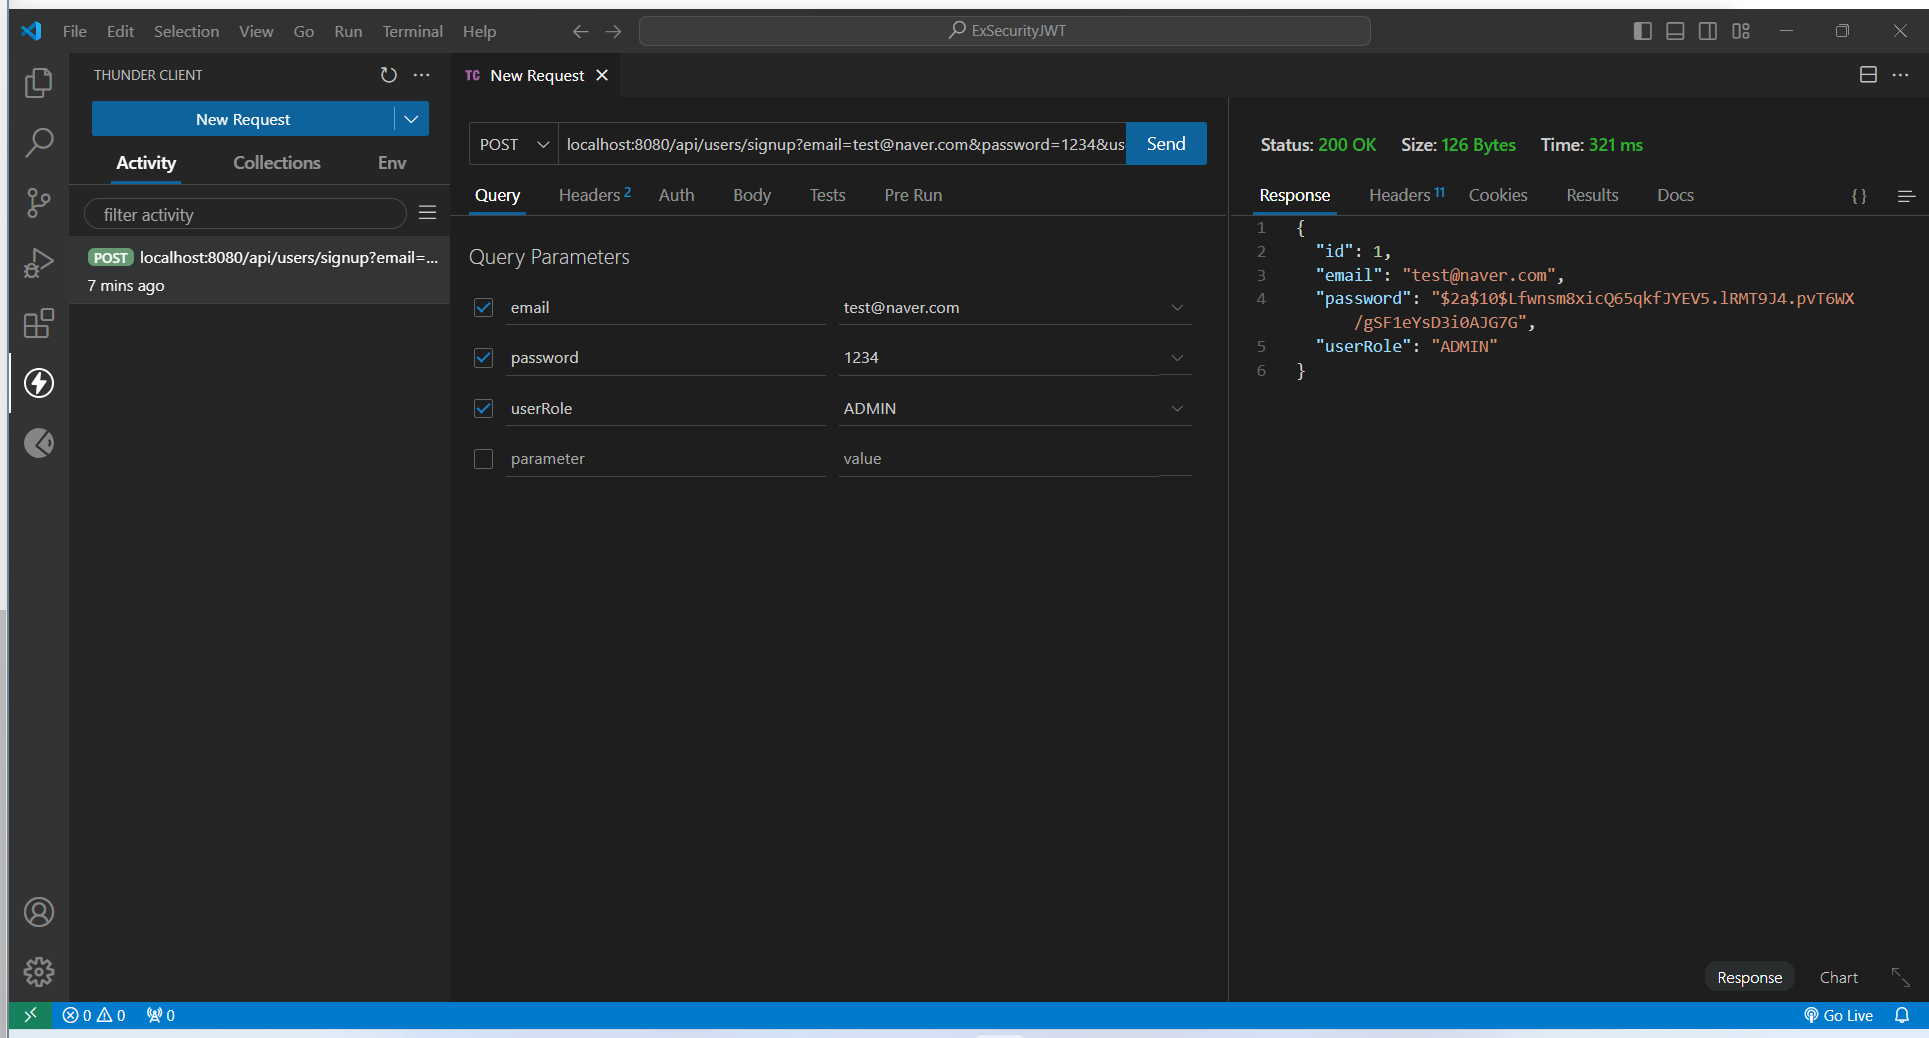 File Edit Selection View Go Run Terminal Help
ExSecurityJWT
THUNDER CLIENT
New Request
Activity Collections Env
filter activity
POST localhost:8080/api/users/signup?email=...
7 mins ago
TC New Request
POST localhost:8080/api/users/signup?email=test@naver.com&password=1234&us
Send
Query Headers 2 Auth Body Tests Pre Run
Query Parameters
email test@naver.com
password 1234
userRole ADMIN
parameter value
Status: 200 OK Size: 126 Bytes Time: 321 ms
Response Headers 11 Cookies Results Docs {}
1 {
2 "id": 1,
3 "email": "test@naver.com",
4 "password": "$2a$10$Lfwnsm8xicQ65qkfJYEV5.lRMT9J4.pvT6WX
/gSF1eYsD3i0AJG7G",
5 "userRole": "ADMIN"
6 }
Response Chart
0 0 0
Go Live